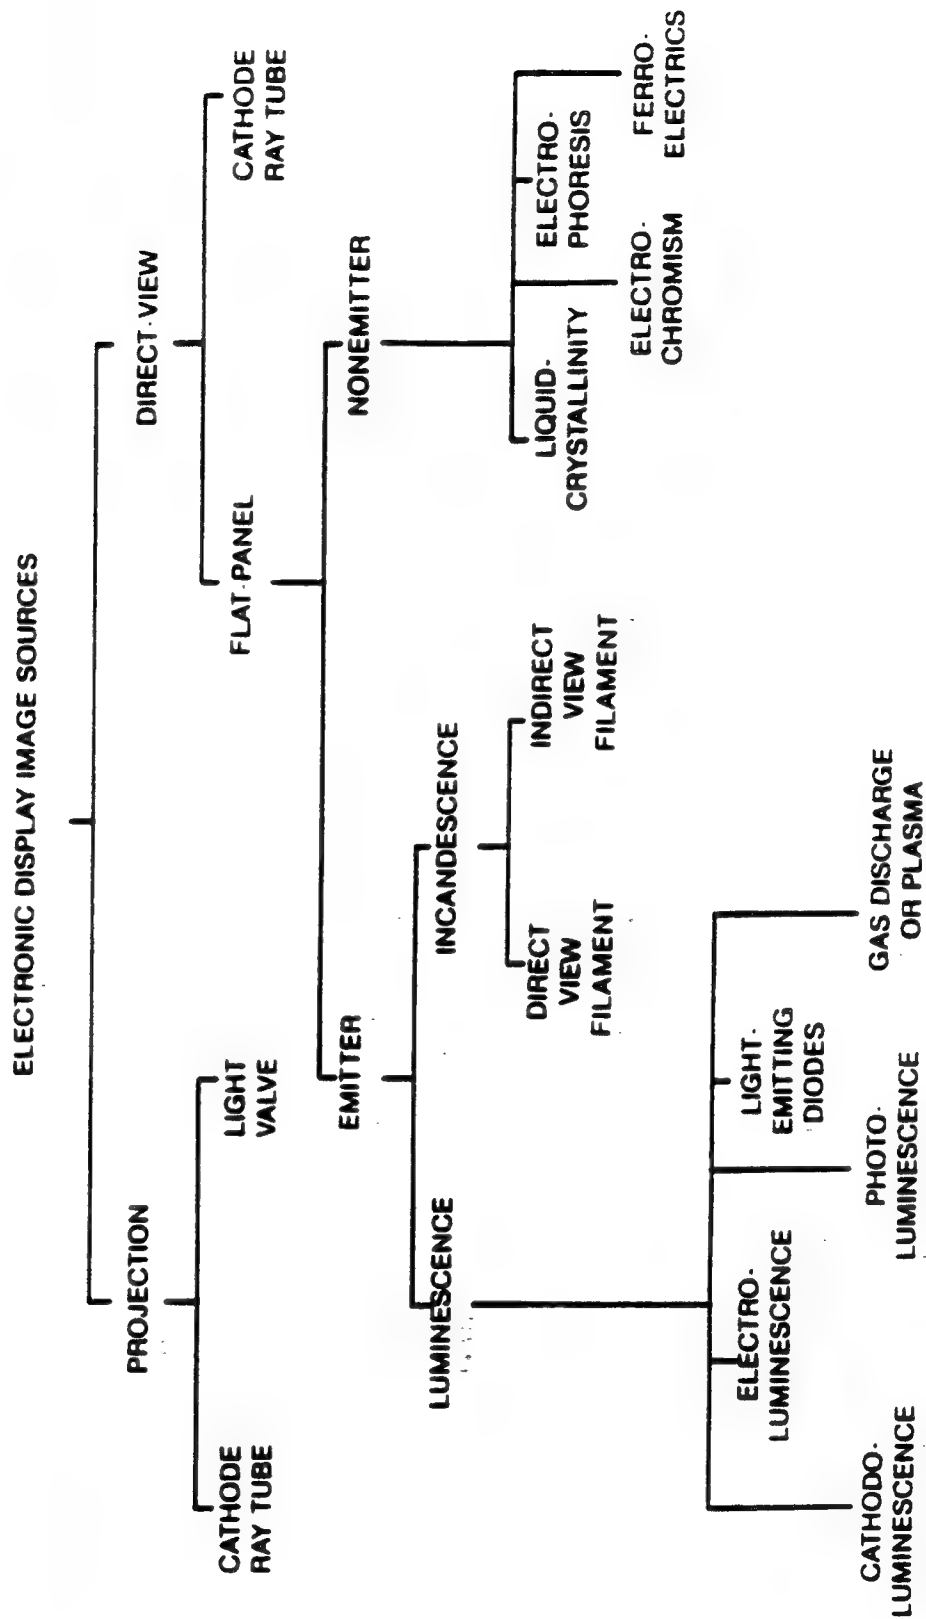 ELECTRONIC DISPLAY IMAGE SOURCES
PROJECTION
DIRECT-VIEW
CATHODE
RAY TUBE
LIGHT
VALVE
FLAT-PANEL
CATHODE
RAY TUBE
EMITTER
NONEMITTER
LUMINESCENCE
INCANDESCENCE
LIQUID-
CRYSTALLINITY
ELECTRO-
CHROMISM
ELECTRO-
PHORESIS
FERRO-
ELECTRICS
DIRECT
VIEW
FILAMENT
INDIRECT
VIEW
FILAMENT
CATHODO-
LUMINESCENCE
ELECTRO-
LUMINESCENCE
PHOTO-
LUMINESCENCE
LIGHT-
EMITTING
DIODES
GAS DISCHARGE
OR PLASMA